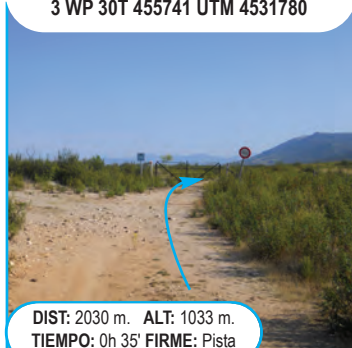 3 WP 30T 455741 UTM 4531780
DIST: 2030 m. ALT: 1033 m.
TIEMPO: 0h 35' FIRME: Pista